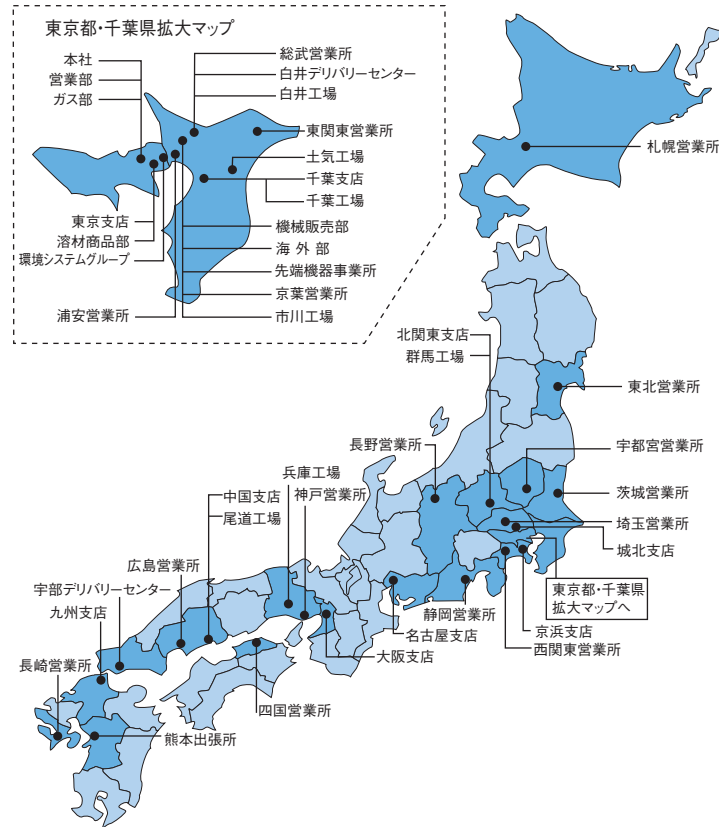 東京都・千葉県拡大マップ
本社
営業部
ガス部
総武営業所
白井デリバリーセンター
白井工場
東関東営業所
土気工場
千葉支店
千葉工場
東京支店
溶材商品部
環境システムグループ
浦安営業所
機械販売部
海 外 部
先端機器事業所
京葉営業所
市川工場
札幌営業所
北関東支店
群馬工場
東北営業所
長野営業所
宇都宮営業所
兵庫工場
神戸営業所
中国支店
尾道工場
茨城営業所
埼玉営業所
城北支店
広島営業所
宇部デリバリーセンター
九州支店
長崎営業所
東京都・千葉県
拡大マップへ
静岡営業所
名古屋支店
京浜支店
西関東営業所
大阪支店
四国営業所
熊本出張所